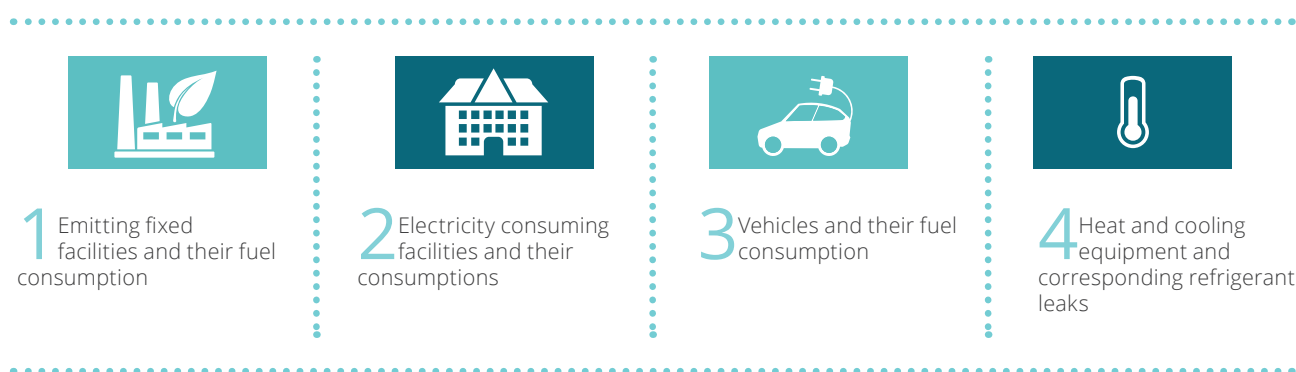 1 Emitting fixed
facilities and their fuel
consumption
2 Electricity consuming
facilities and their
consumptions
3 Vehicles and their fuel
consumption
4 Heat and cooling
equipment and
corresponding refrigerant
leaks